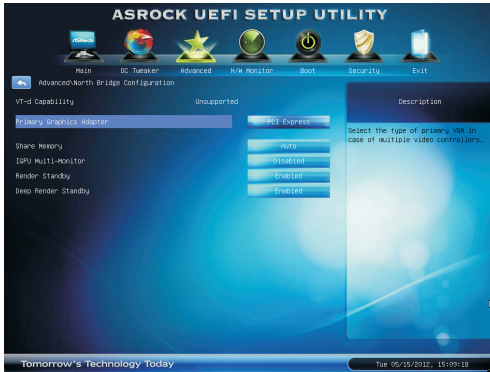 ASROCK UEFI SETUP UTILITY
ASRock
Main OC Tweaker Advanced H/W Monitor Boot Security Exit
Advanced\North Bridge Configuration
VT-d Capability Unsupported
Description
Primary Graphics Adapter PCI Express
Select the type of primary VGA in
case of multiple video controllers.
Share Memory Auto
IGPU Multi-Monitor Disabled
Render Standby Enabled
Deep Render Standby Enabled
Tomorrow's Technology Today
Tue 05/15/2012, 15:09:18